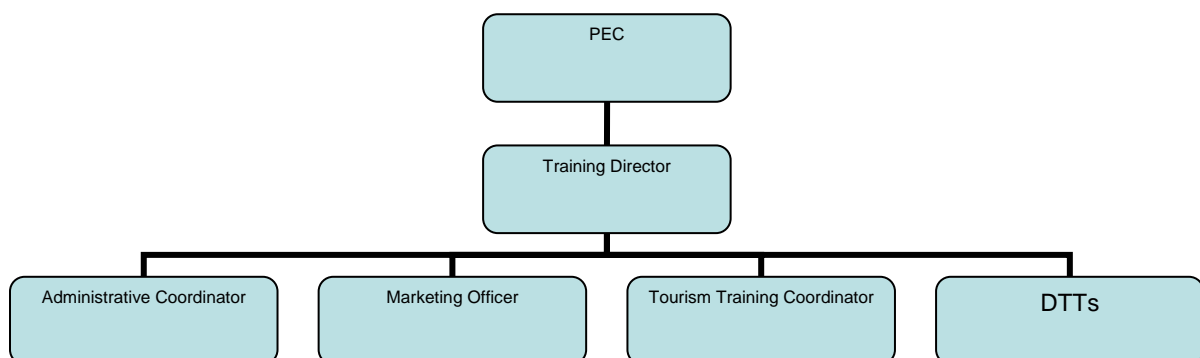 PEC
Training Director
Administrative Coordinator
Marketing Officer
Tourism Training Coordinator
DTTs